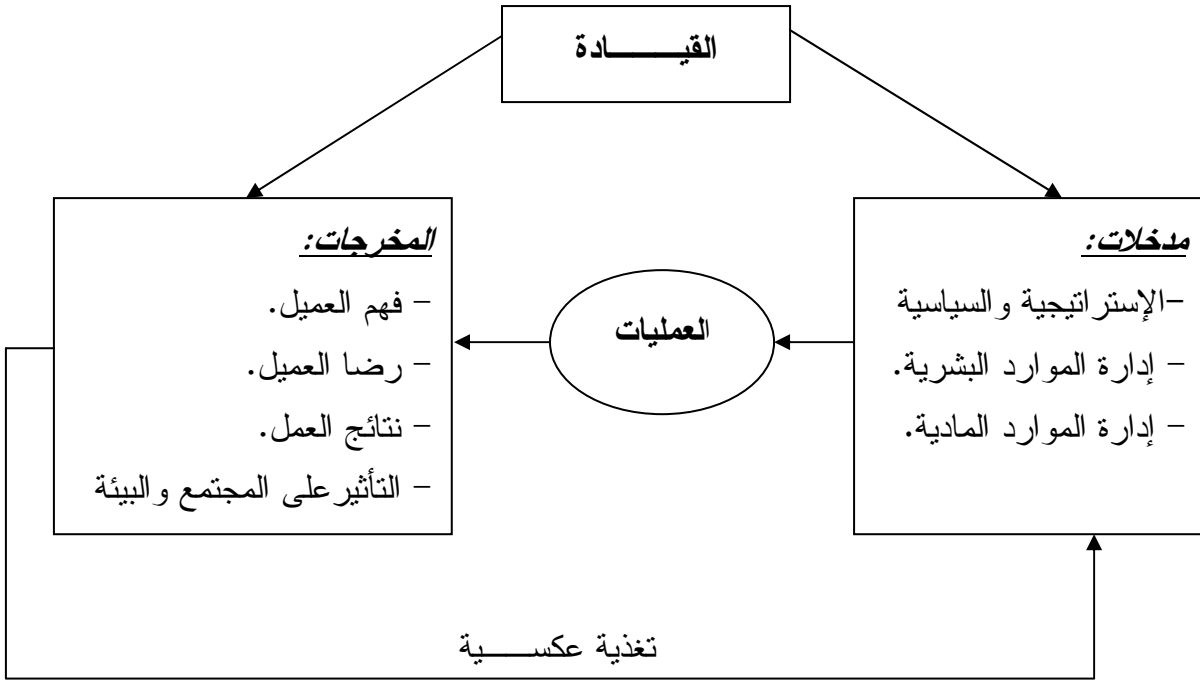 القيـــــــادة
مدخلات:
-الإستراتيجية والسياسية
- إدارة الموارد البشرية.
- إدارة الموارد المادية.
العمليات
المخرجات:
- فهم العميل.
- رضا العميل.
- نتائج العمل.
- التأثيرعلى المجتمع والبيئة
تغذية عكســـــية